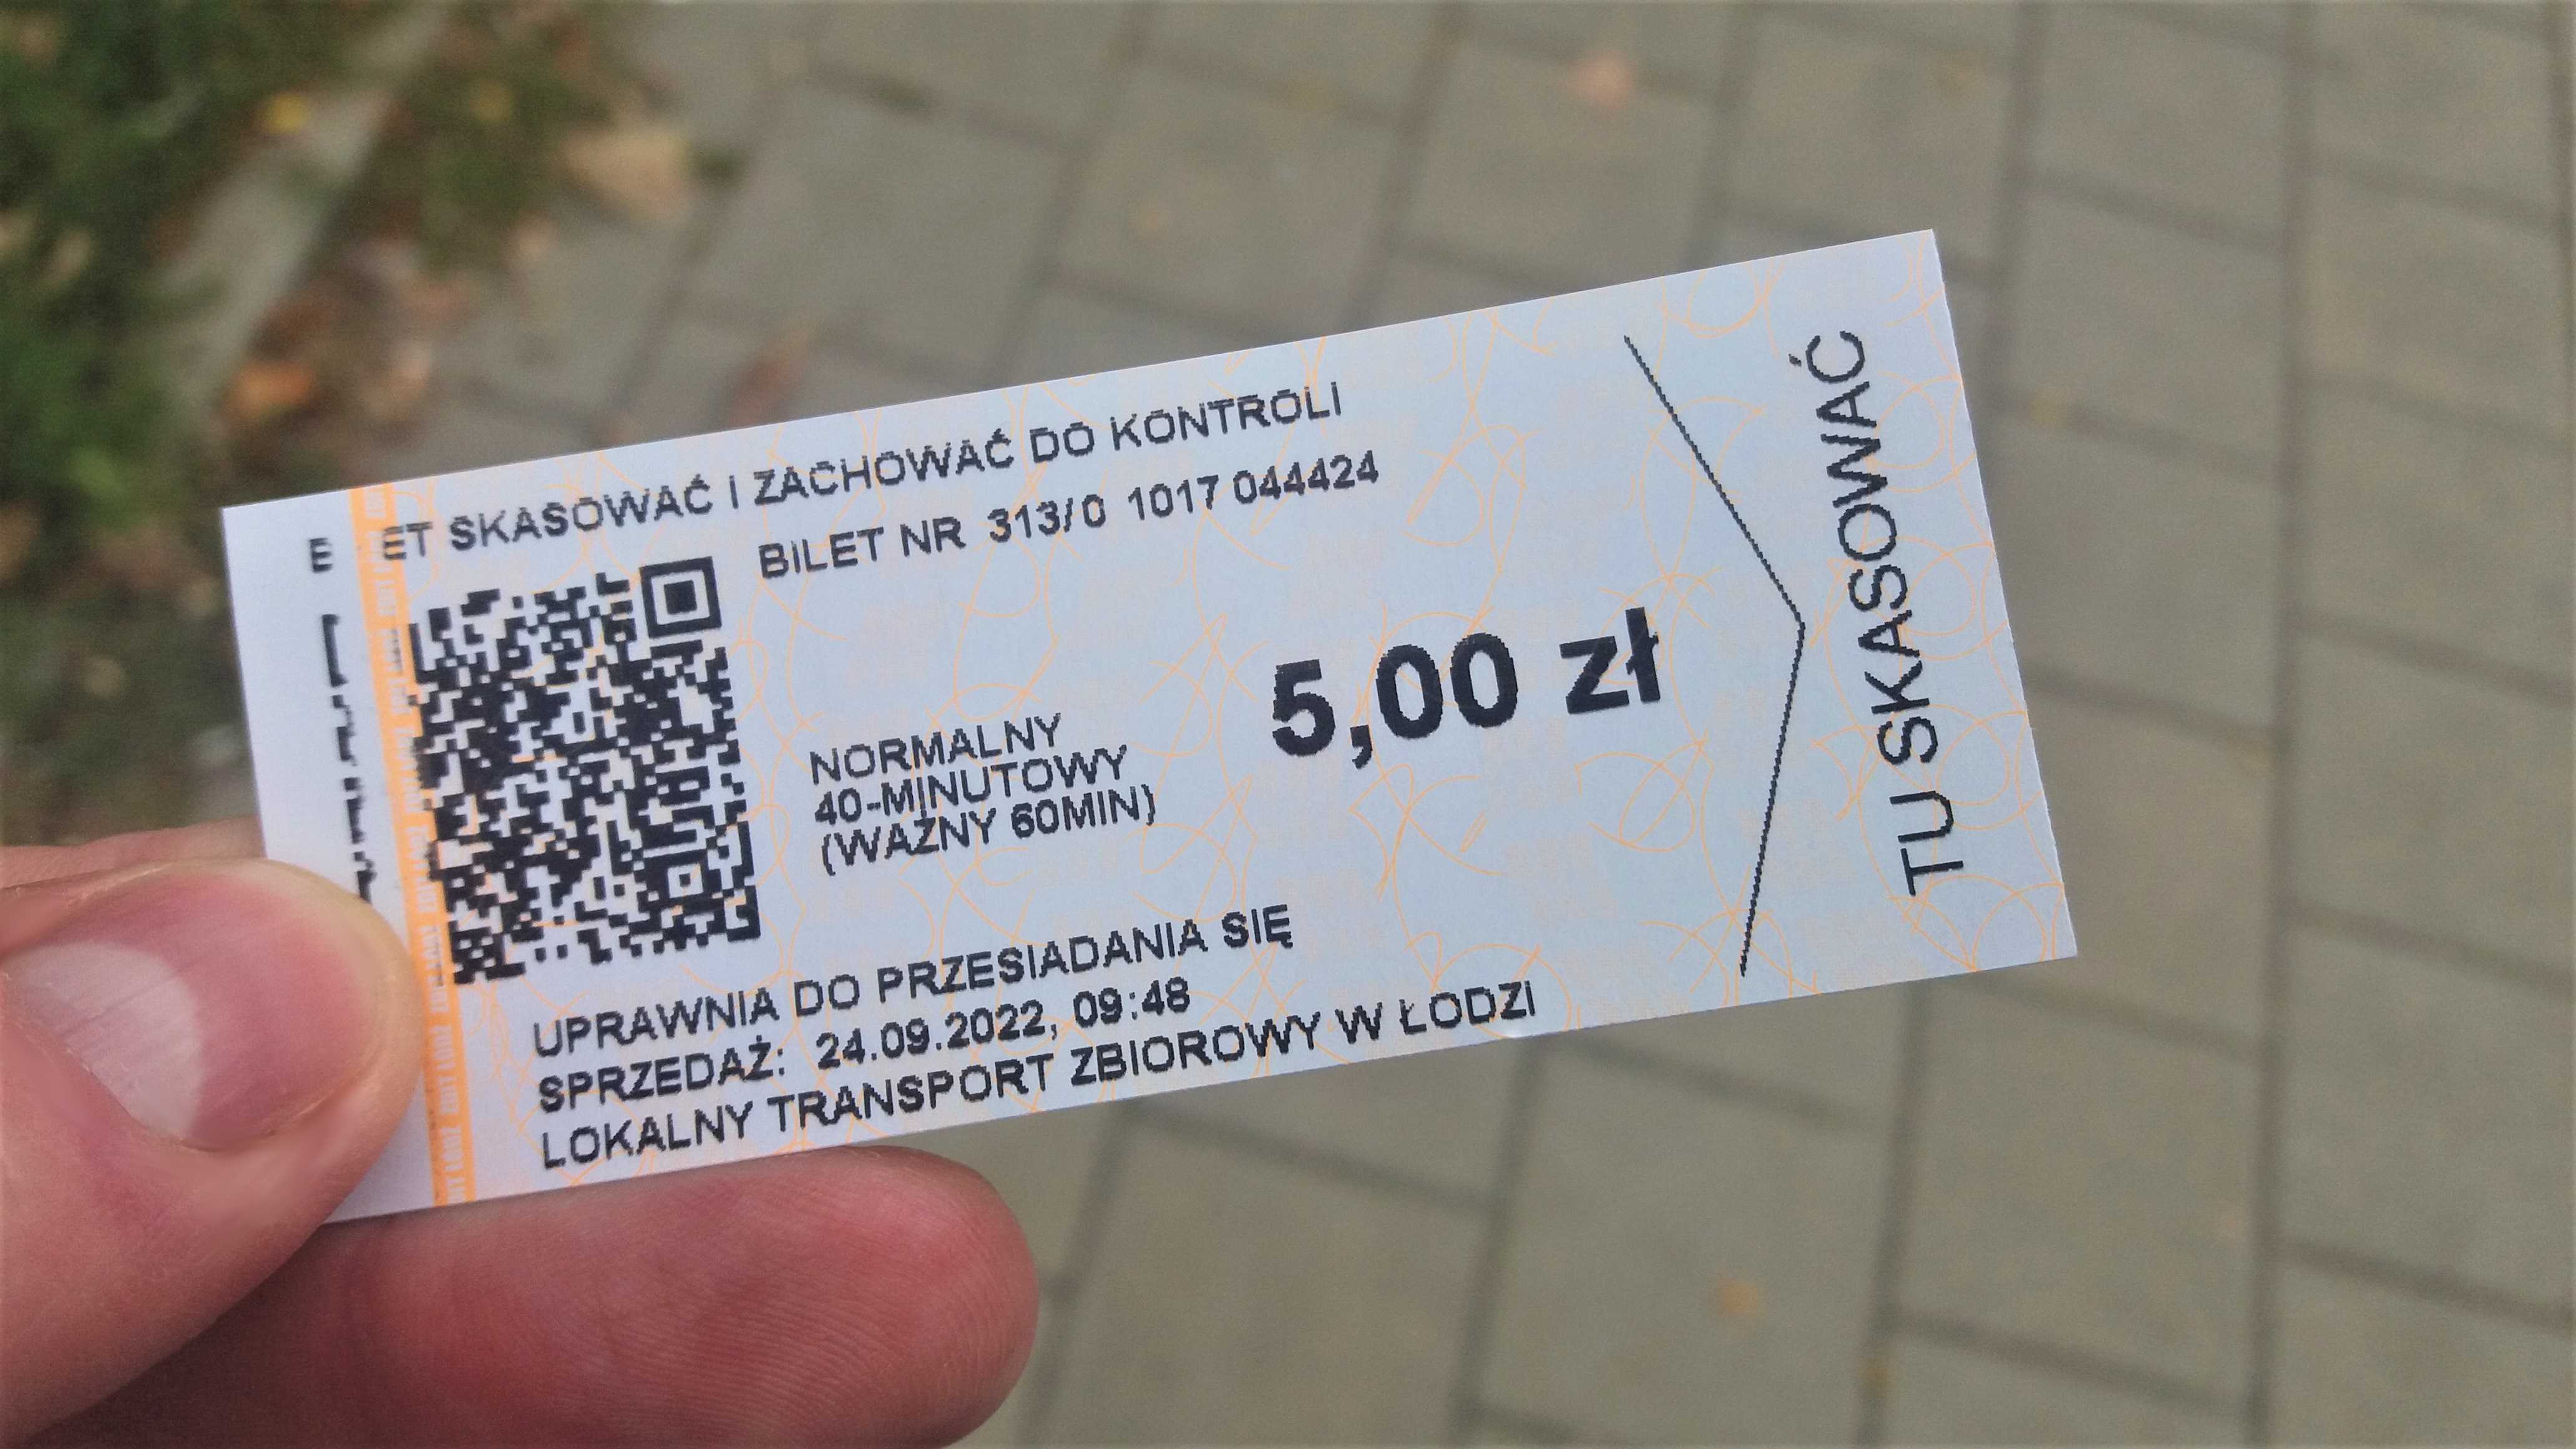 ET SKASOWAĆ I ZACHOWAĆ DO KONTROLI
BILET NR 313/0 1017 044424
NORMALNY
40-MINUTOWY
(WAŻNY 60MIN)
5,00 zł
UPRAWNIA DO PRZESIADANIA SIĘ
SPRZEDAŻ: 24.09.2022, 09:48
LOKALNY TRANSPORT ZBIOROWY W ŁODZI
TU SKASOWAĆ